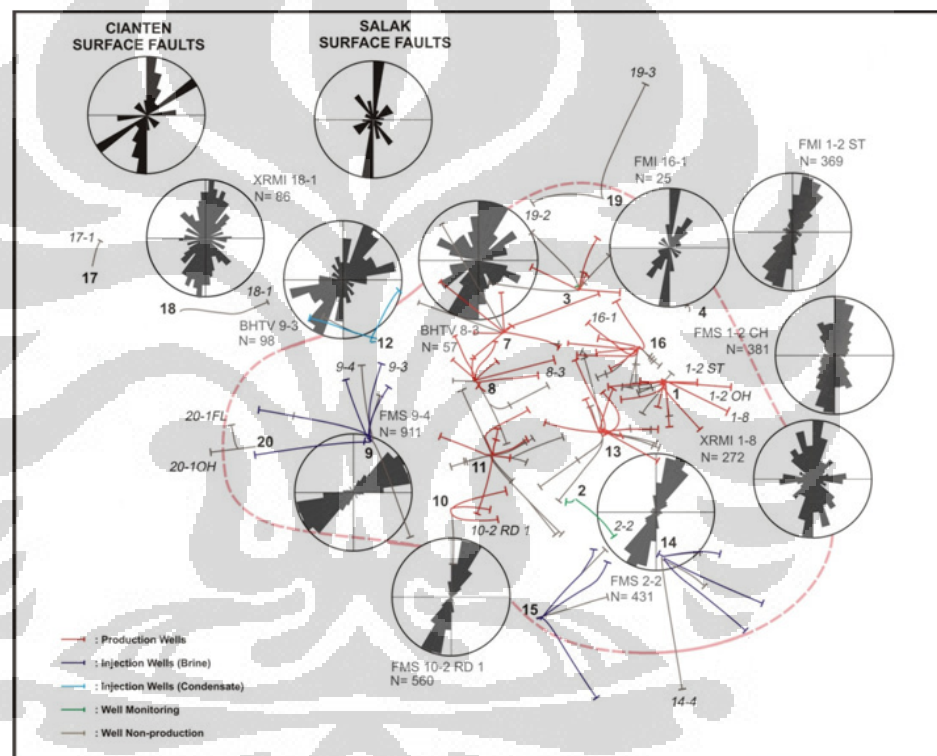 CIANTEN
SURFACE FAULTS
SALAK
SURFACE FAULTS
19-3
FMI 1-2 ST
N= 369
XRMI 18-1
N= 86
FMI 16-1
N= 25
19
19-2
17-1
17
18-1
18
3
4
BHTV 9-3
N= 98
12
BHTV 8-3
N= 57
7
16-1
16
FMS 1-2 CH
N= 381
9-4
9-3
8
8-3
1-2 ST
1
1-2 OH
1-8
20-1FL
FMS 9-4
N= 911
20
9
20-1OH
11
13
XRMI 1-8
N= 272
10
2
10-2 RD 1
2-2
14
FMS 2-2
N= 431
15
FMS 10-2 RD 1
N= 560
14-4
: Production Wells
: Injection Wells (Brine)
: Injection Wells (Condensate)
: Well Monitoring
: Well Non-production